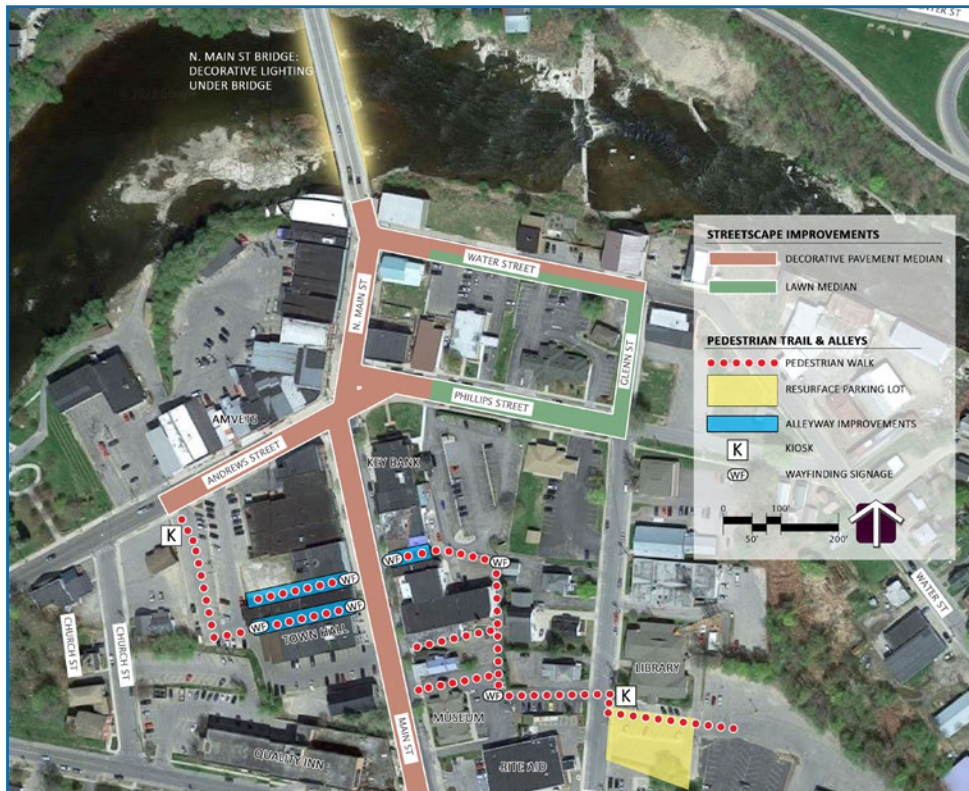 N. MAIN ST BRIDGE:
DECORATIVE LIGHTING
UNDER BRIDGE
STREETSCAPE IMPROVEMENTS
DECORATIVE PAVEMENT MEDIAN
LAWN MEDIAN
PEDESTRIAN TRAIL & ALLEYS
PEDESTRIAN WALK
RESURFACE PARKING LOT
ALLEYWAY IMPROVEMENTS
K
KIOSK
WF
WAYFINDING SIGNAGE
0
100'
50'
200'
WATER STREET
N. MAIN ST
GLENN ST
PHILLIPS STREET
AMVETS
ANDREWS STREET
KEY BANK
K
WF
WF
WF
WF
WF
TOWN HALL
CHURCH ST
CHURCH ST
WATER ST
LIBRARY
WF
K
MUSEUM
MAIN ST
QUALITY INN
RITE AID